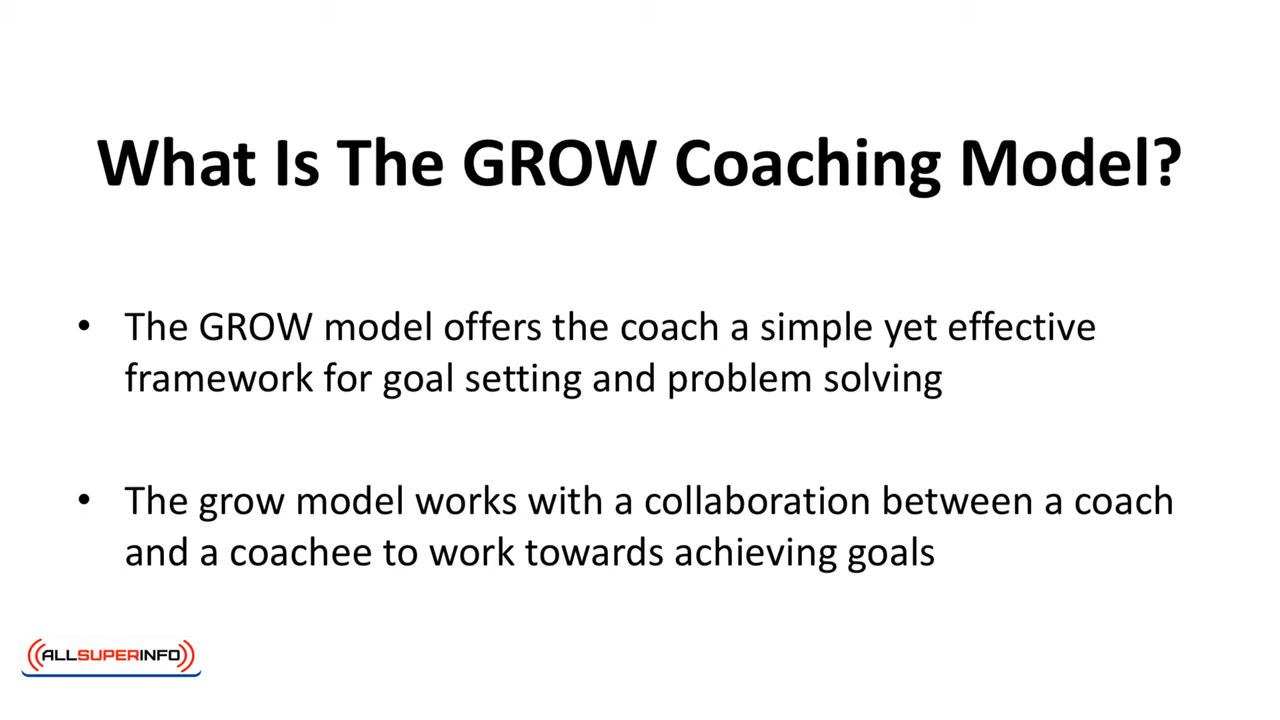 What Is The GROW Coaching Model?
• The GROW model offers the coach a simple yet effective
framework for goal setting and problem solving
• The grow model works with a collaboration between a coach
and a coachee to work towards achieving goals
ALLSUPERINFO